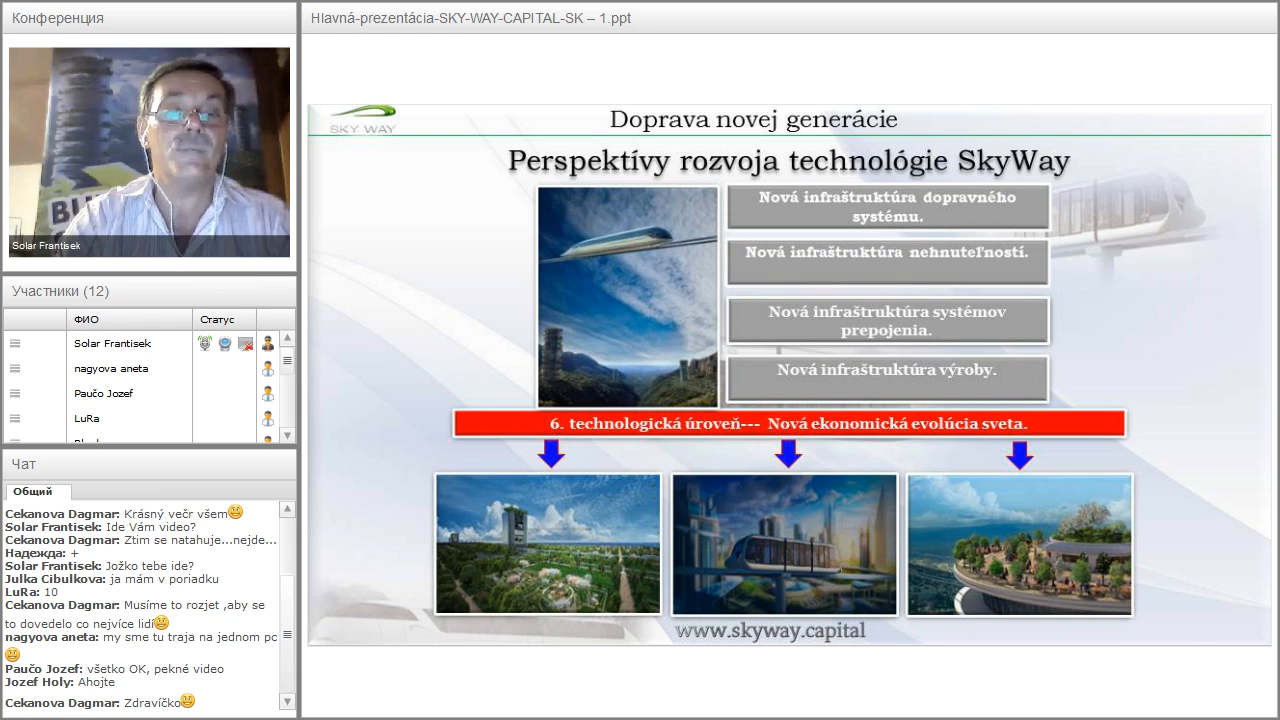 Конференция
Solar Frantisek
Участники (12)
ФИО
Статус
Solar Frantisek
nagyova aneta
Paučo Jozef
LuRa
Чат
Общий
Cekanova Dagmar: Krásný večr všem
Solar Frantisek: Ide Vám video?
Cekanova Dagmar: Ztim se natahuje...nejde...
Надежда: +
Solar Frantisek: Jožko tebe ide?
Julka Cibulkova: ja mám v poriadku
LuRa: 10
Cekanova Dagmar: Musíme to rozjet ,aby se
to dovedelo co nejvíce lidí
nagyova aneta: my sme tu traja na jednom pc
Paučo Jozef: všetko OK, pekné video
Jozef Holy: Ahojte
Cekanova Dagmar: Zdravíčko
Hlavná-prezentácia-SKY-WAY-CAPITAL-SK – 1.ppt
SKY WAY
Doprava novej generácie
Perspektívy rozvoja technológie SkyWay
Nová infraštruktúra dopravného
systému.
Nová infraštruktúra nehnuteľností.
Nová infraštruktúra systémov
prepojenia.
Nová infraštruktúra výroby.
6. technologická úroveň--- Nová ekonomická evolúcia sveta.
www.skyway.capital